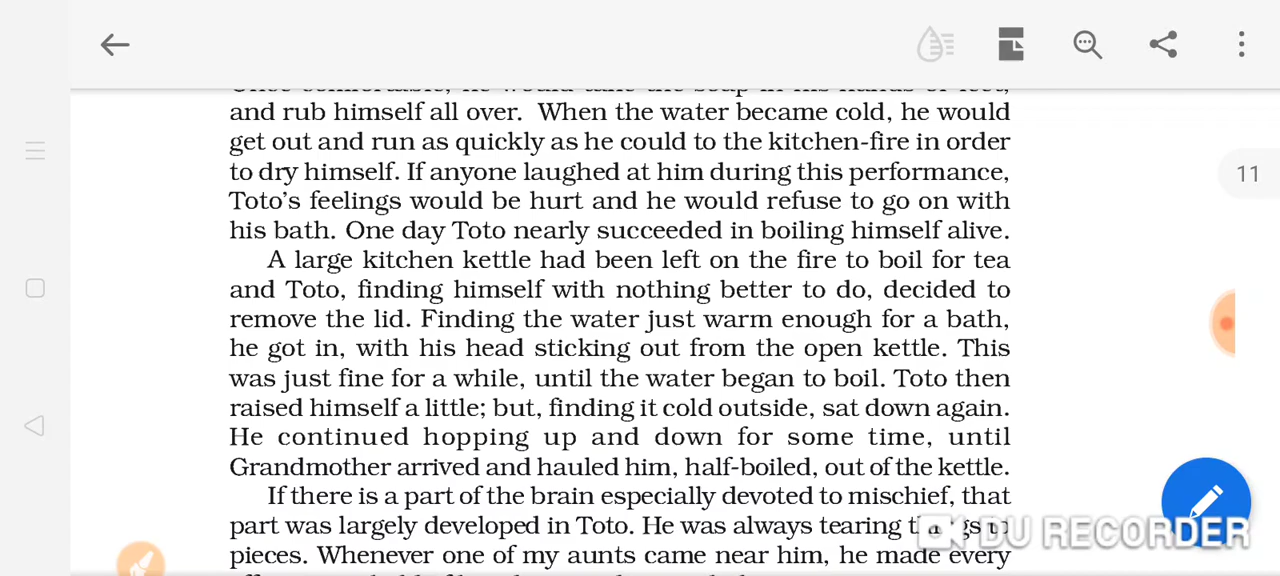 and rub himself all over. When the water became cold, he would
get out and run as quickly as he could to the kitchen-fire in order
to dry himself. If anyone laughed at him during this performance,
11
Toto's feelings would be hurt and he would refuse to go on with
his bath. One day Toto nearly succeeded in boiling himself alive.
A large kitchen kettle had been left on the fire to boil for tea
and Toto, finding himself with nothing better to do, decided to
remove the lid. Finding the water just warm enough for a bath,
he got in, with his head sticking out from the open kettle. This
was just fine for a while, until the water began to boil. Toto then
raised himself a little; but, finding it cold outside, sat down again.
He continued hopping up and down for some time, until
Grandmother arrived and hauled him, half-boiled, out of the kettle.
If there is a part of the brain especially devoted to mischief, that
part was largely developed in Toto. He was always tearing things to
DU RECORDER
pieces. Whenever one of my aunts came near him, he made every